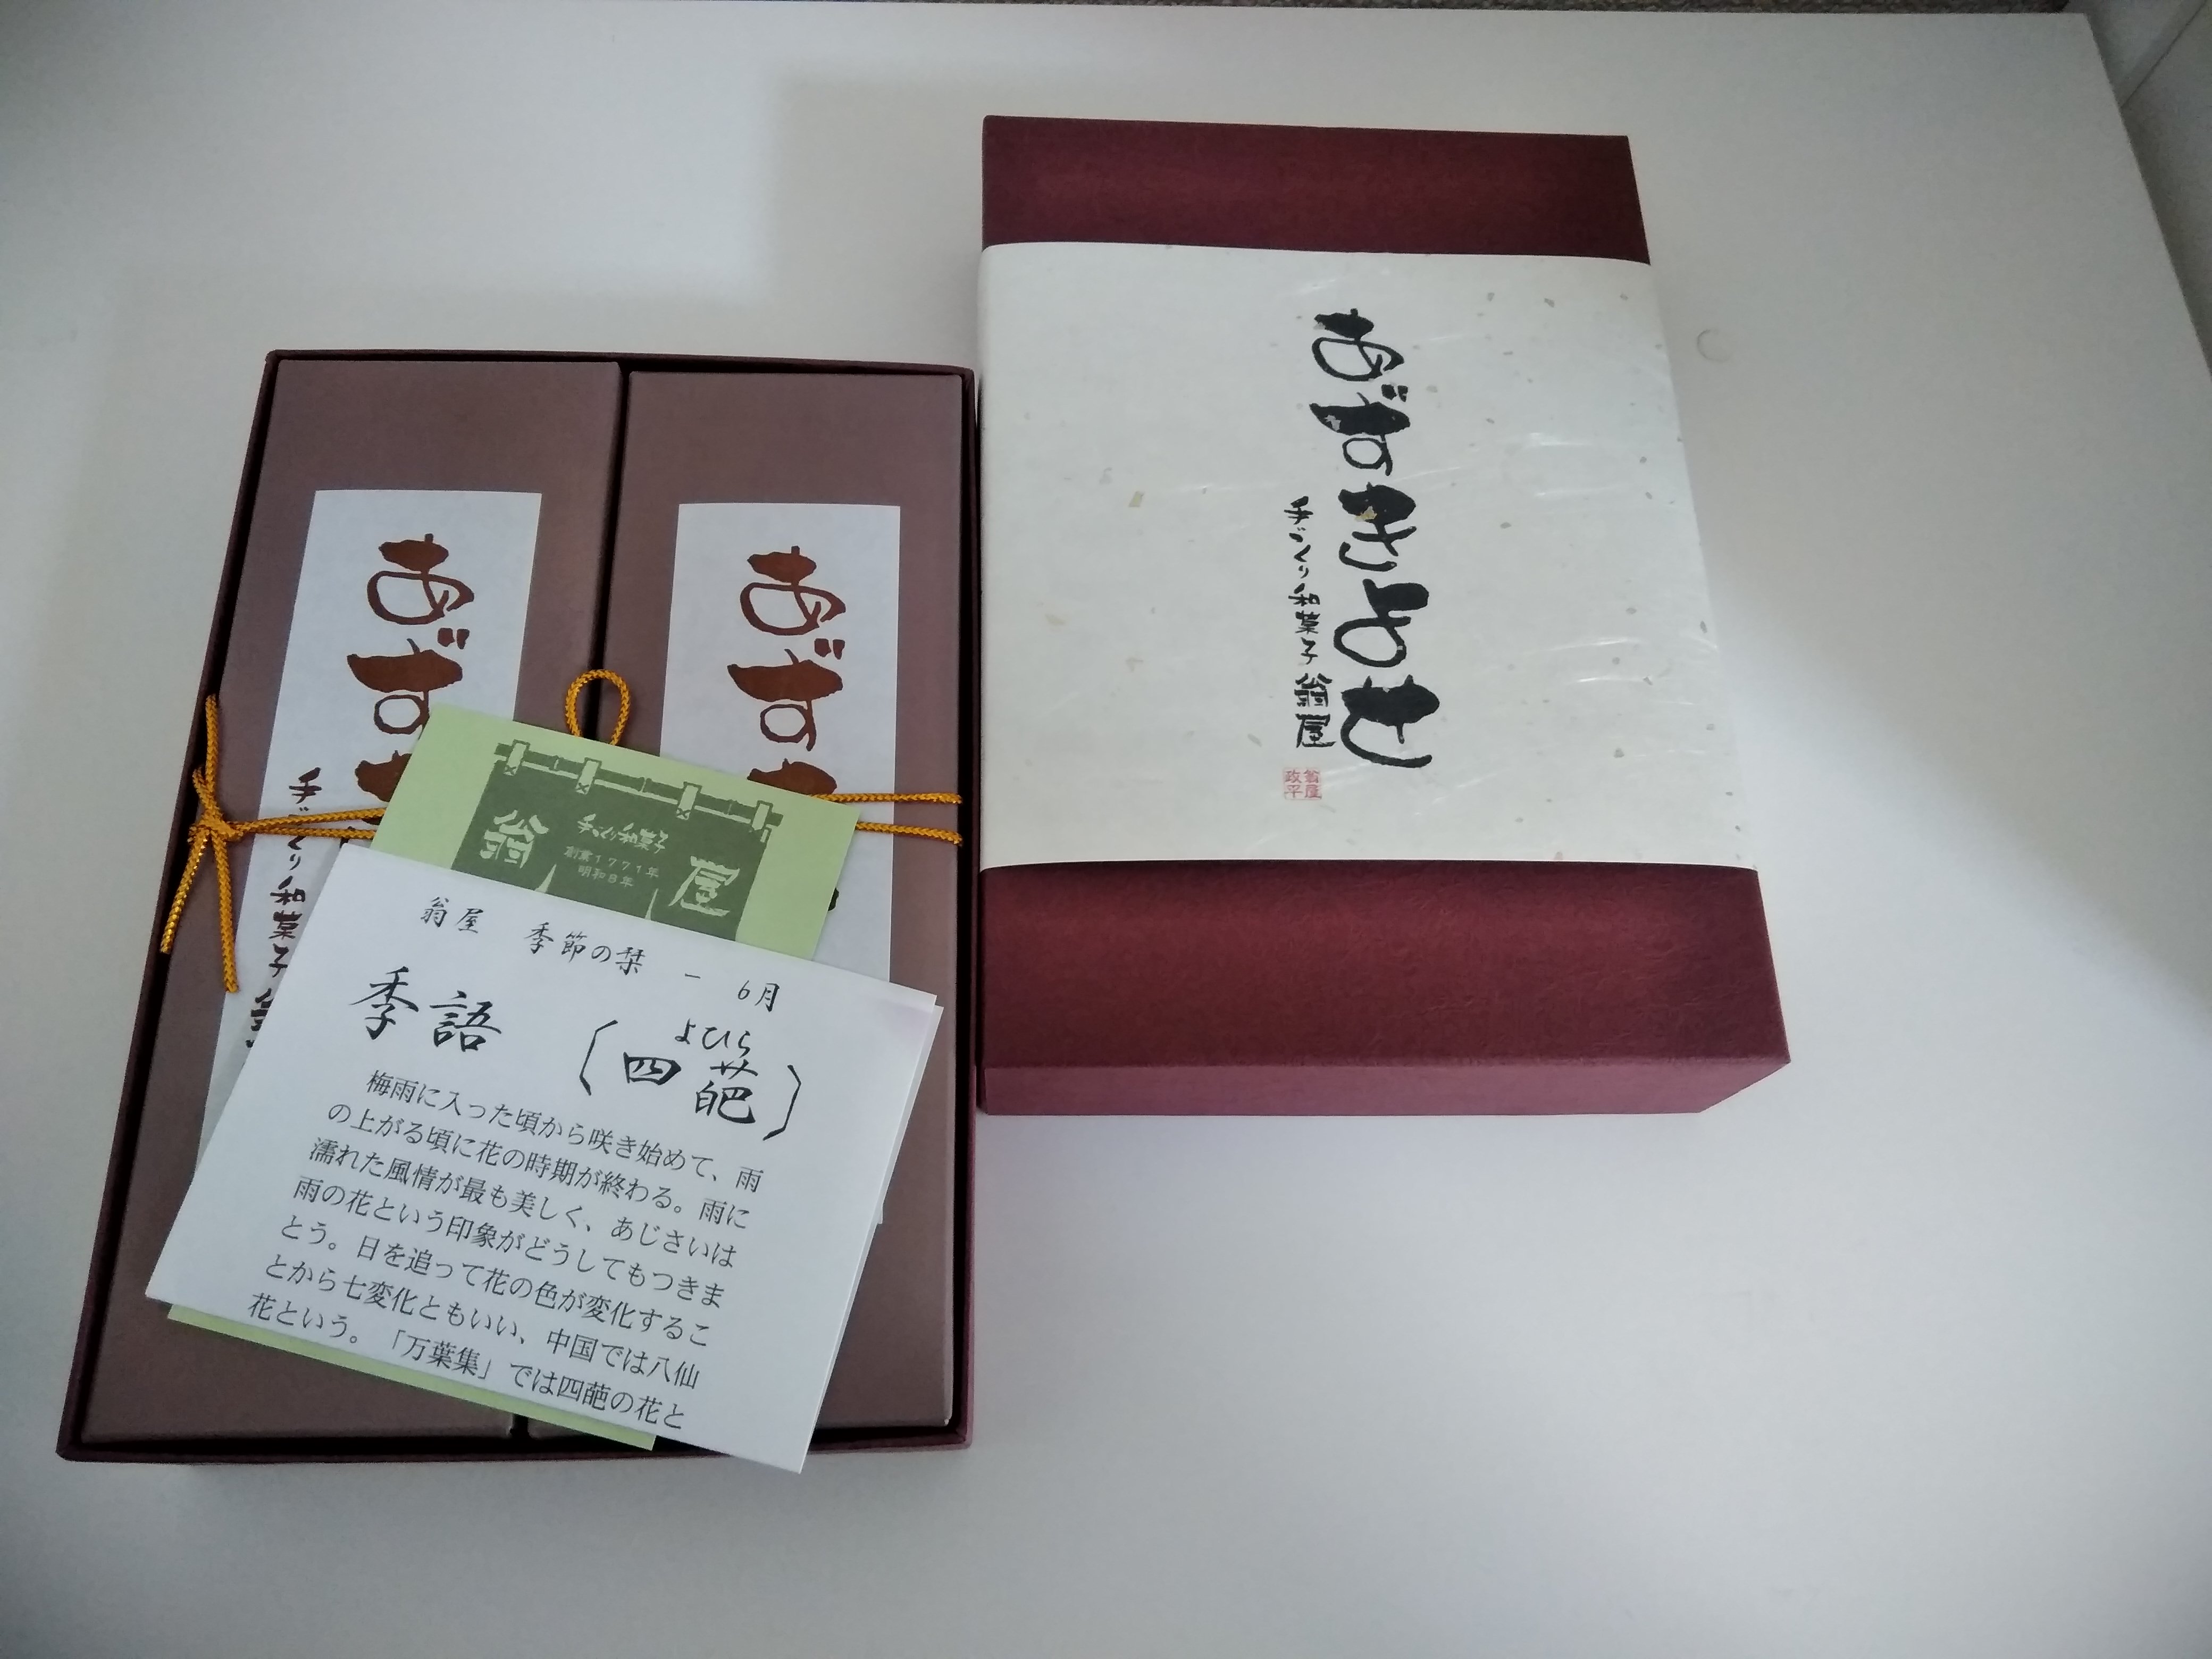 あずきよせ
手づくり和菓子 翁屋
翁屋
政平
あず
手づくり和菓子
あず
手づくり和菓子
創業1771年
明和8年
翁屋
翁屋 季節の栞 － 6月
季語 〔四葩〕
よひら
梅雨に入った頃から咲き始めて、雨
の上がる頃に花の時期が終わる。雨に
濡れた風情が最も美しく、あじさいは
雨の花という印象がどうしてもつきま
とう。日を追って花の色が変化するこ
とから七変化ともいい、中国では八仙
花という。「万葉集」では四葩の花と